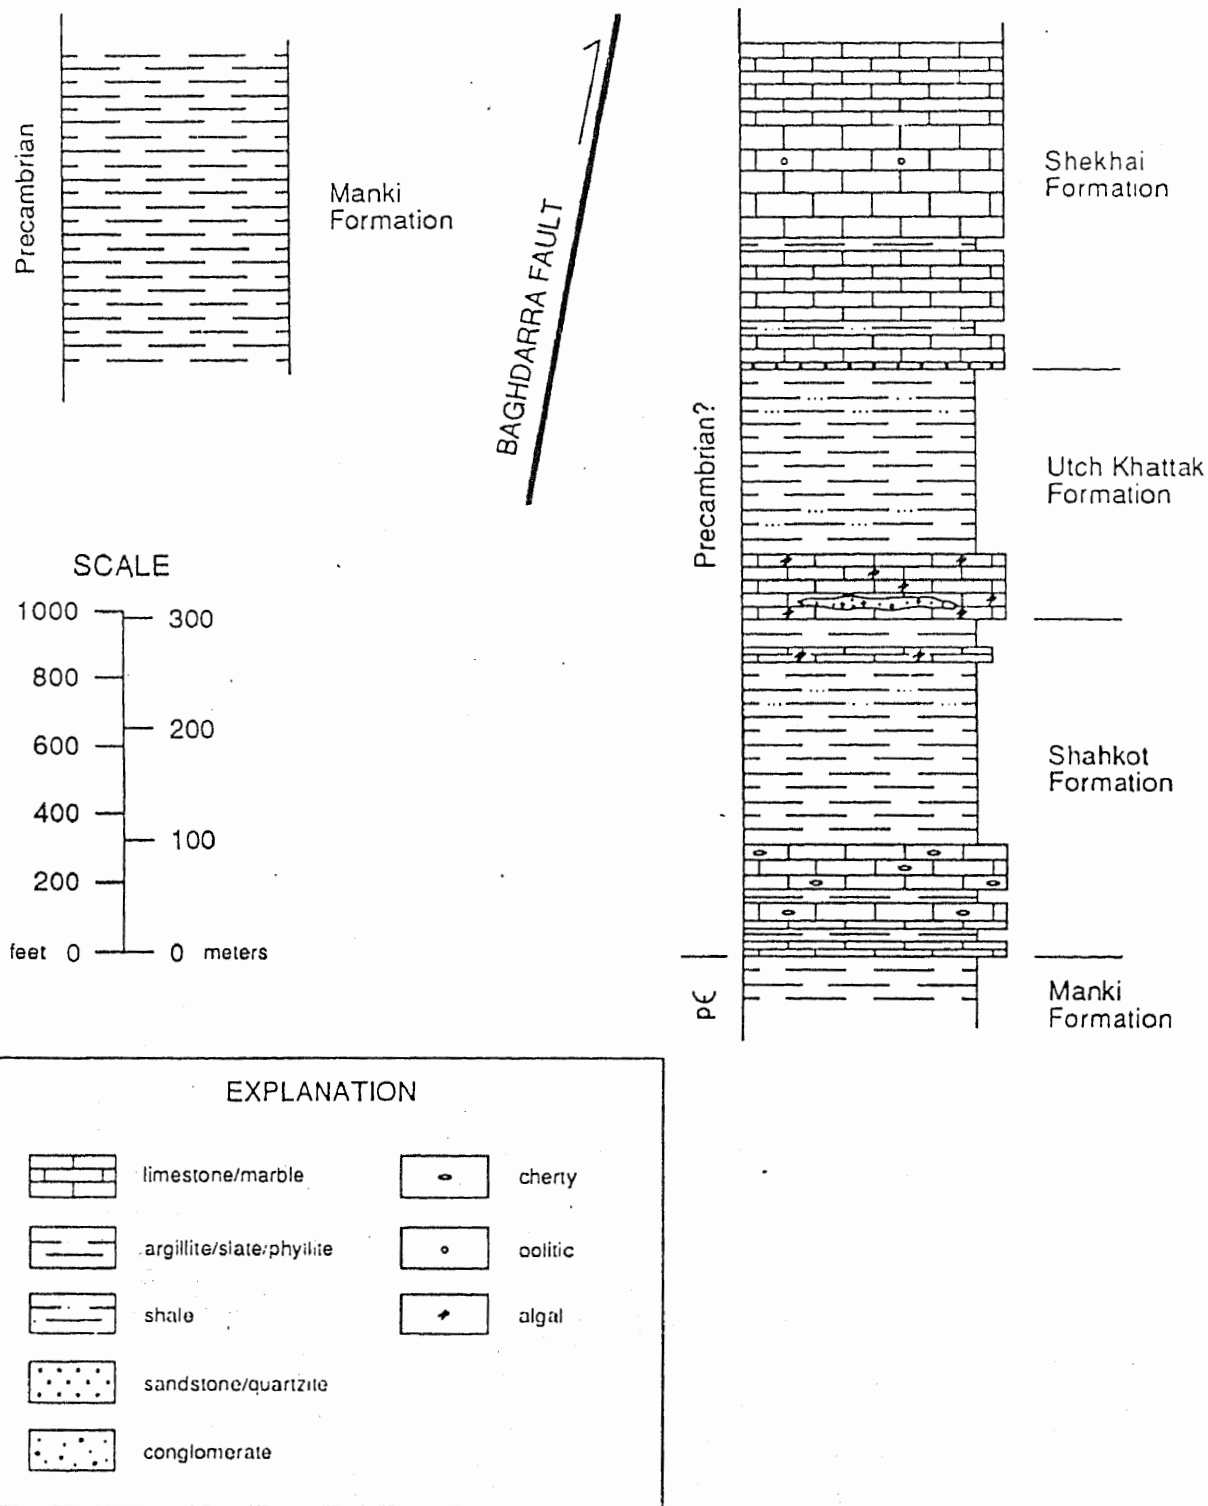 Precambrian
Manki
Formation
BAGHDARRA FAULT
Shekhai
Formation
Precambrian?
Utch Khattak
Formation
Shahkot
Formation
p€
Manki
Formation
SCALE
1000
300
800
200
600
400
100
200
feet 0
0 meters
EXPLANATION
limestone/marble
cherty
argillite/slate/phyllite
oolitic
shale
algal
sandstone/quartzite
conglomerate